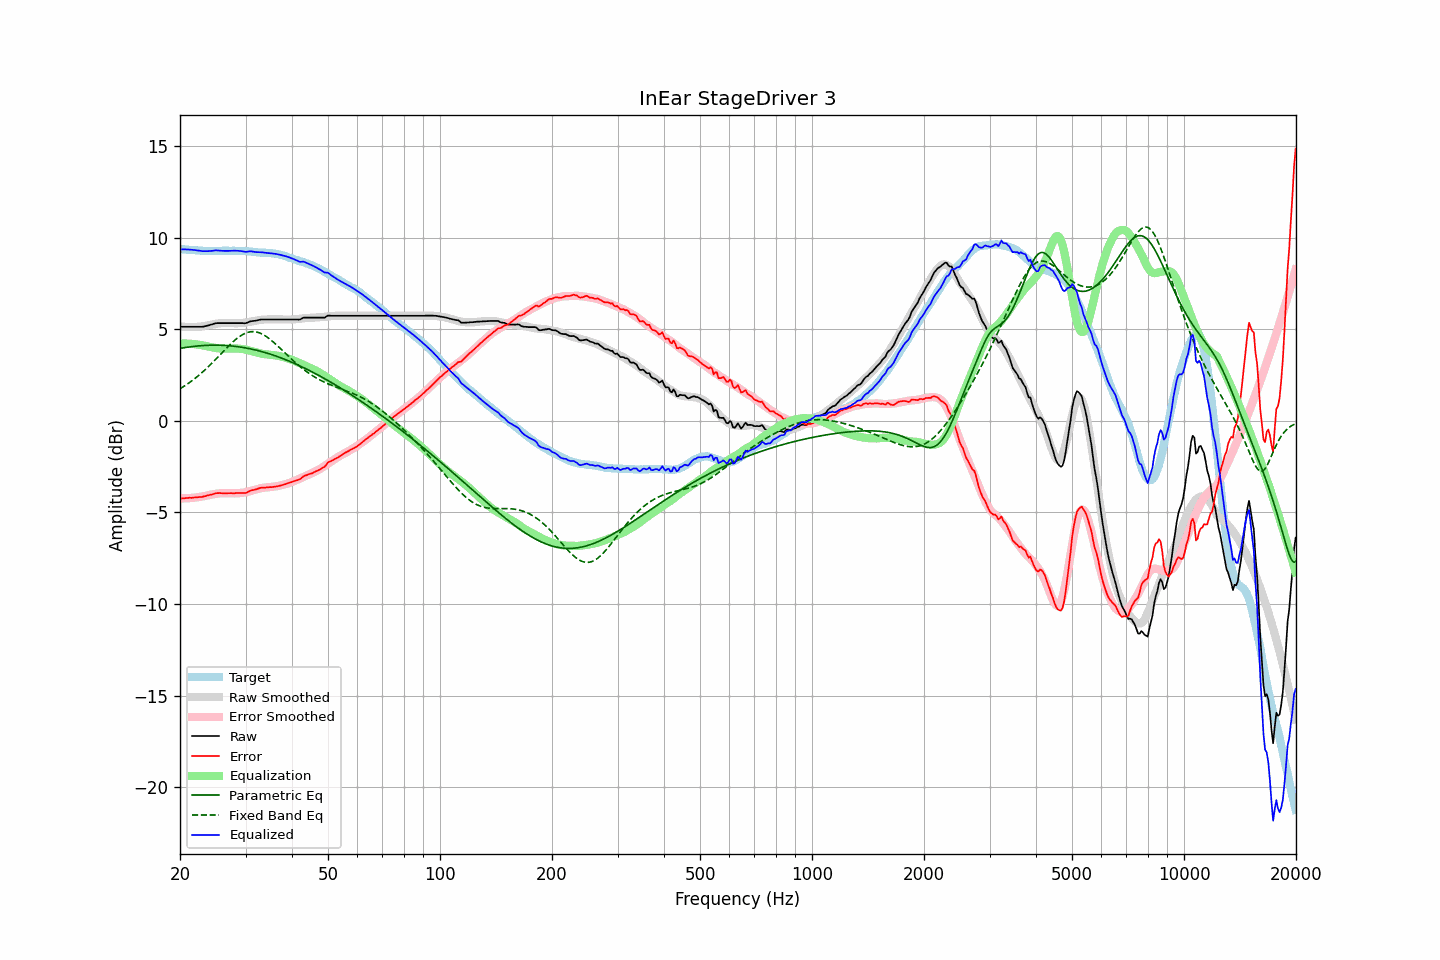 InEar StageDriver 3
Amplitude (dBr)
15
10
5
0
−5
−10
−15
−20
Target
Raw Smoothed
Error Smoothed
Raw
Error
Equalization
Parametric Eq
Fixed Band Eq
Equalized
20
50
100
200
500
1000
2000
5000
10000
20000
Frequency (Hz)